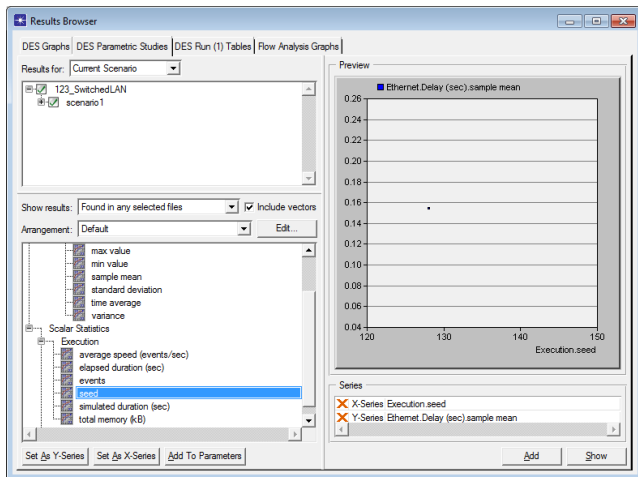 Results Browser
DES Graphs DES Parametric Studies DES Run (1) Tables Flow Analysis Graphs
Results for: Current Scenario
123_SwitchedLAN
scenario1
Show results: Found in any selected files Include vectors
Arrangement: Default Edit...
max value
min value
sample mean
standard deviation
time average
variance
Scalar Statistics
Execution
average speed (events/sec)
elapsed duration (sec)
events
seed
simulated duration (sec)
total memory (kB)
Set As Y-Series Set As X-Series Add To Parameters
Preview
Ethernet.Delay (sec).sample mean
0.26
0.24
0.22
0.20
0.18
0.16
0.14
0.12
0.10
0.08
0.06
0.04
120 130 140 150
Execution.seed
Series
X-Series Execution.seed
Y-Series Ethernet.Delay (sec).sample mean
Add Show